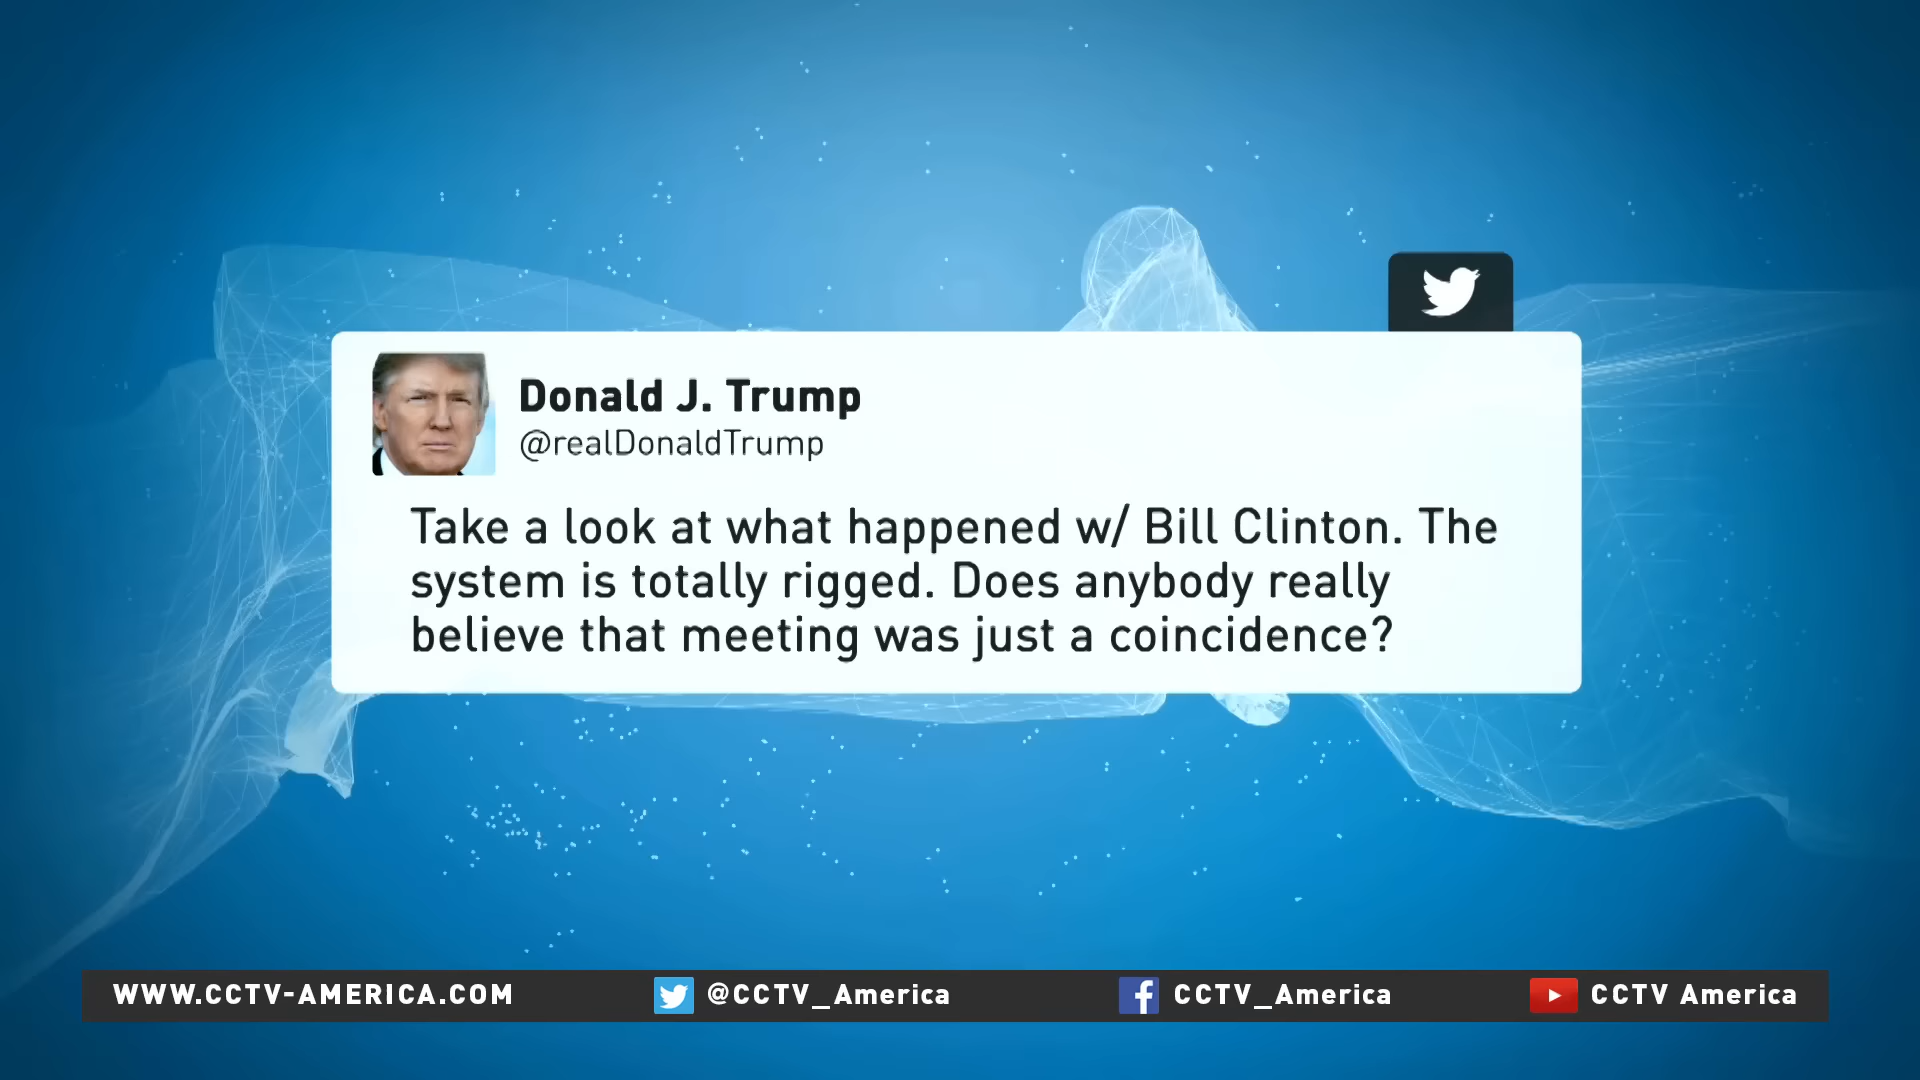 Donald J. Trump
@realDonaldTrump
Take a look at what happened w/ Bill Clinton. The
system is totally rigged. Does anybody really
believe that meeting was just a coincidence?
WWW.CCTV-AMERICA.COM @CCTV_America CCTV_America CCTV America